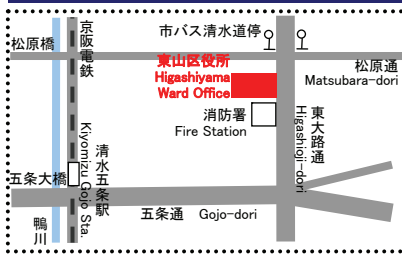 市バス清水道停
松原橋
京阪電鉄
東山区役所
Higashiyama
Ward Office
松原通
Matsubara-dori
消防署
Fire Station
東大路通
Higashioji-dori
Kiyomizu Gojo Sta.
清水五条駅
五条大橋
五条通 Gojo-dori
鴨川